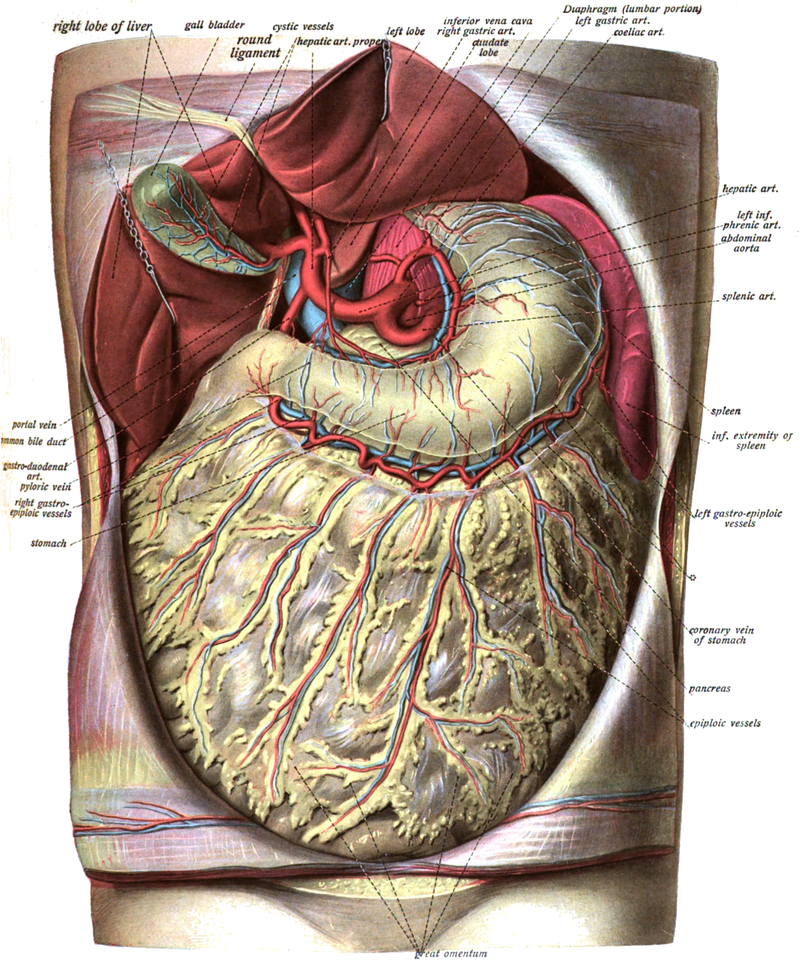 right lobe of liver
gall bladder
round
ligament
cystic vessels
hepatic art. proper
left lobe
inferior vena cava
right gastric art.
caudate
lobe
Diaphragm (lumbar portion)
left gastric art.
coeliac art.
hepatic art.
left inf.
phrenic art.
abdominal
aorta
splenic art.
spleen
inf. extremity of
spleen
left gastro-epiploic
vessels
coronary vein
of stomach
pancreas
epiploic vessels
portal vein
mmon bile duct
gastro-duodenal
art.
pyloric vein
right gastro-
epiploic vessels
stomach
great omentum